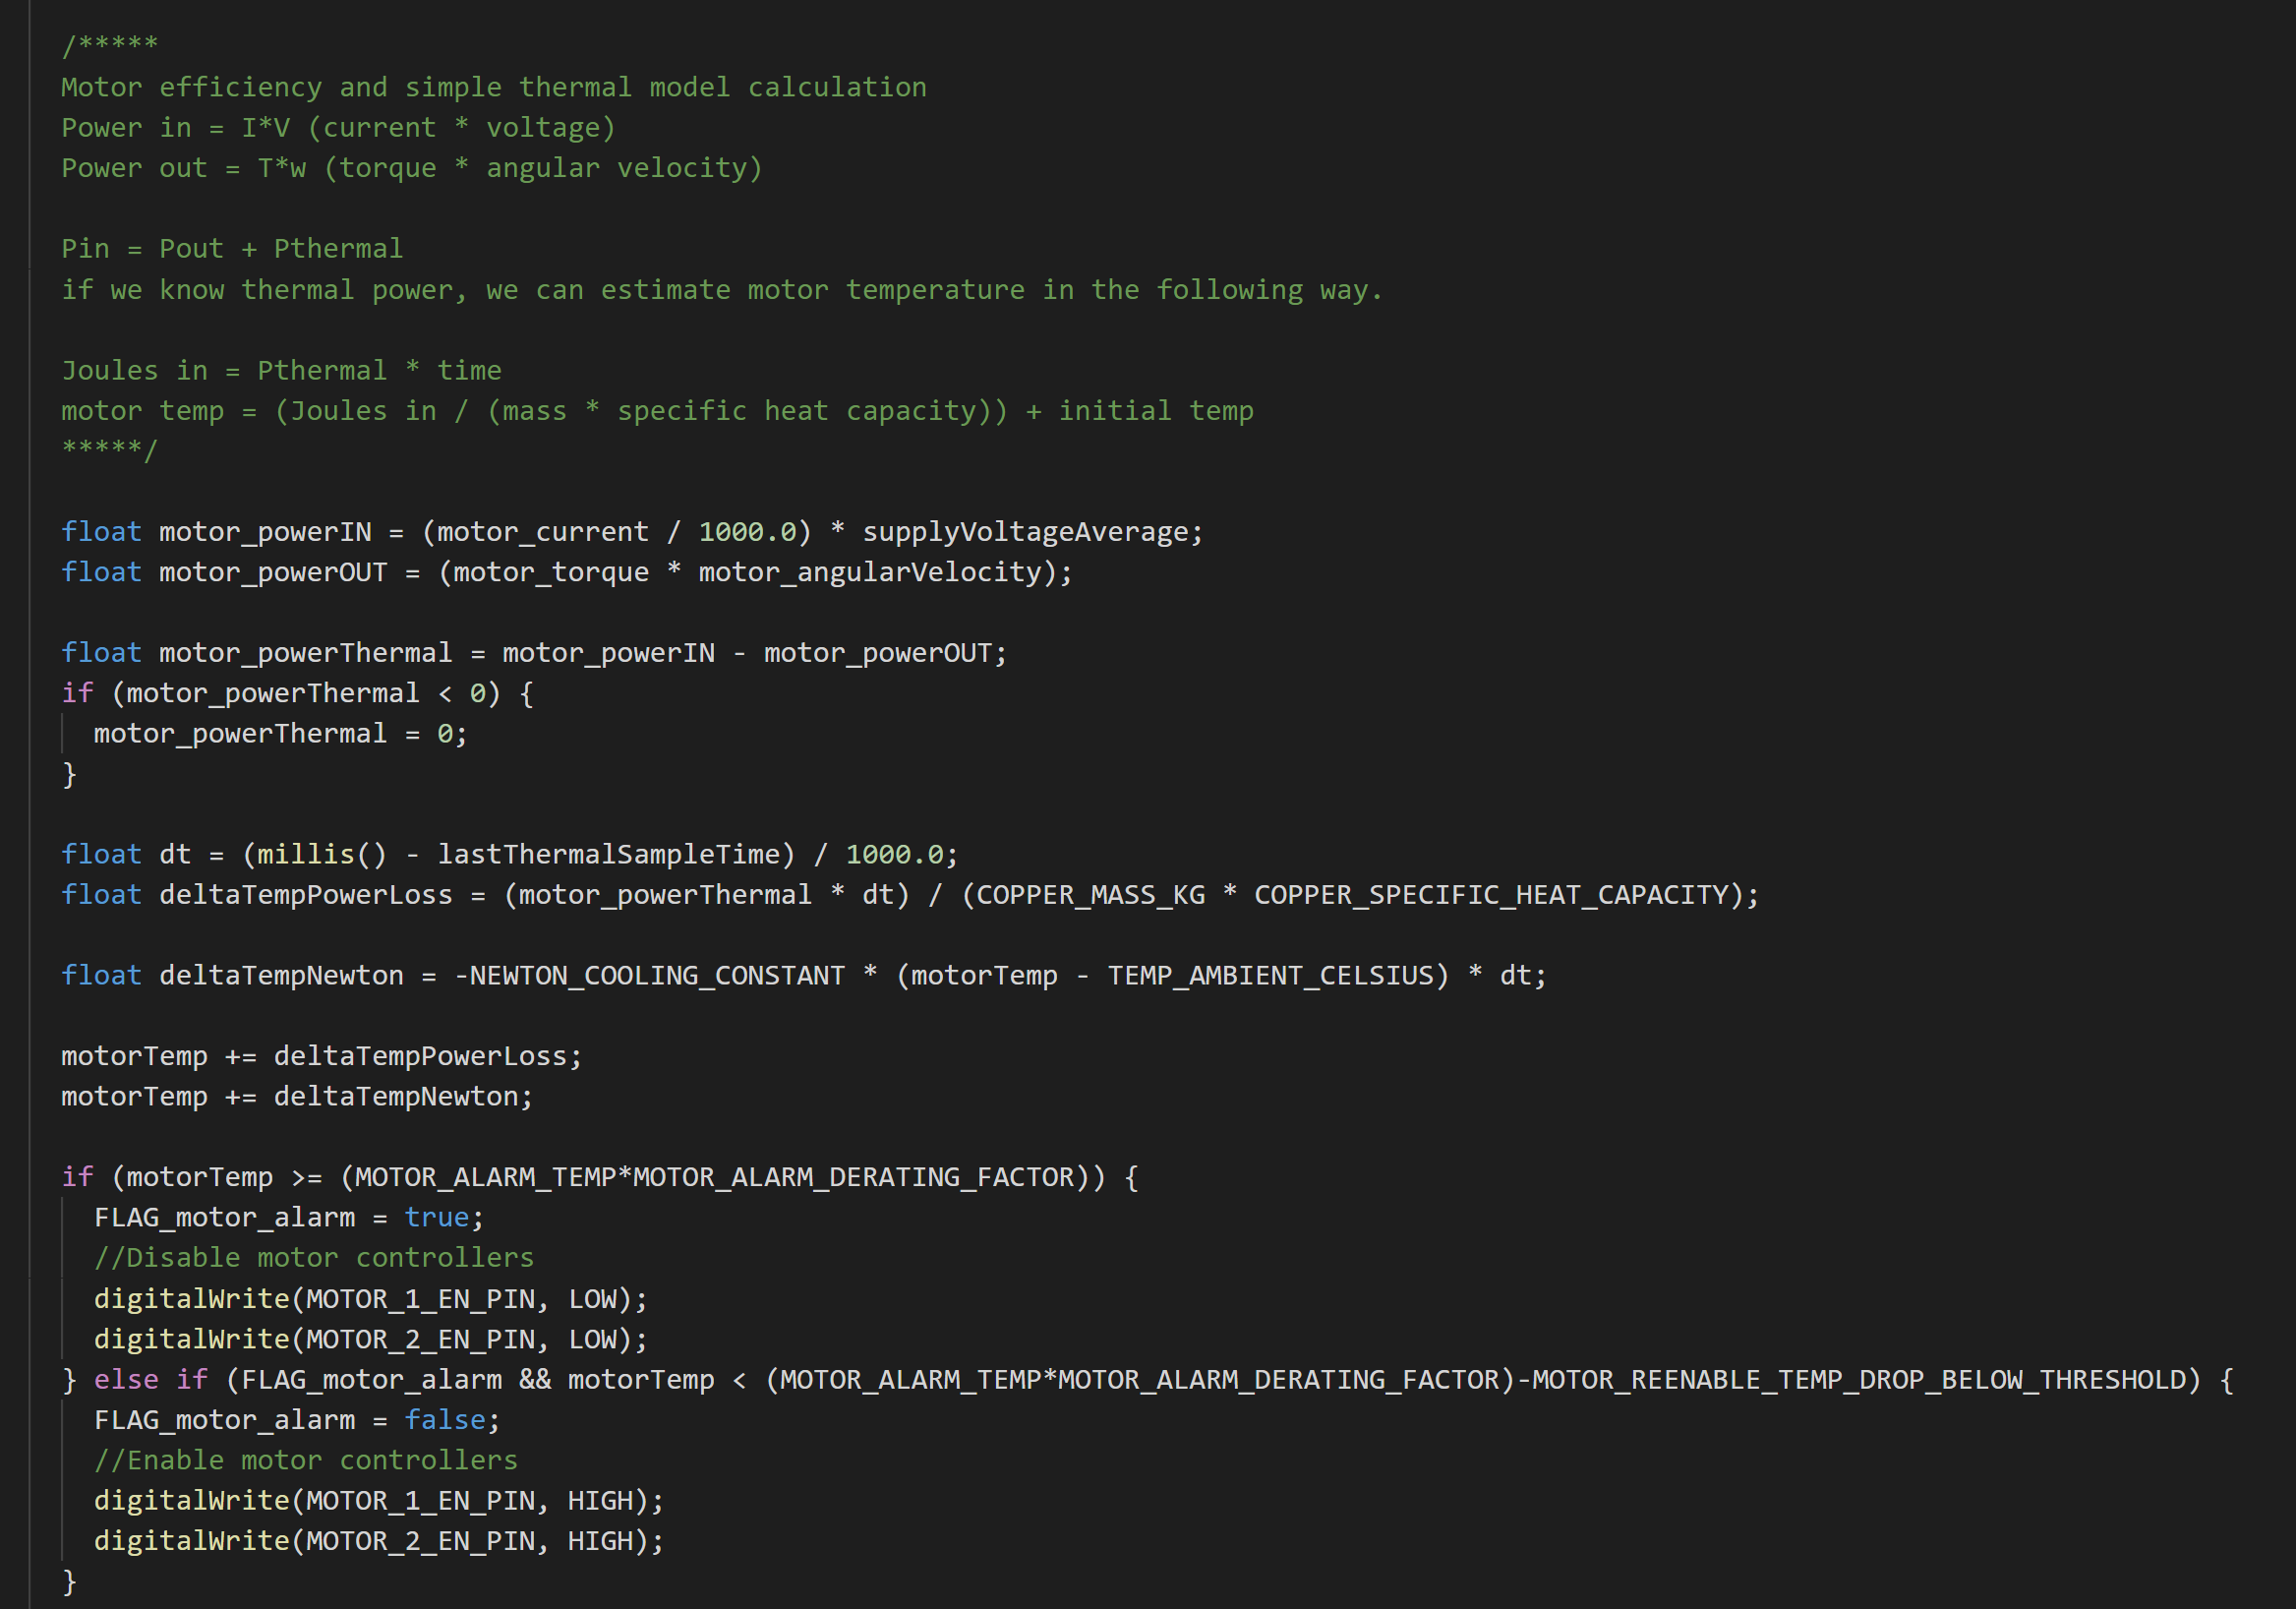 /*****
Motor efficiency and simple thermal model calculation
Power in = I*V (current * voltage)
Power out = T*w (torque * angular velocity)

Pin = Pout + Pthermal
if we know thermal power, we can estimate motor temperature in the following way.

Joules in = Pthermal * time
motor temp = (Joules in / (mass * specific heat capacity)) + initial temp
*****/

float motor_powerIN = (motor_current / 1000.0) * supplyVoltageAverage;
float motor_powerOUT = (motor_torque * motor_angularVelocity);

float motor_powerThermal = motor_powerIN - motor_powerOUT;
if (motor_powerThermal < 0) {
  motor_powerThermal = 0;
}

float dt = (millis() - lastThermalSampleTime) / 1000.0;
float deltaTempPowerLoss = (motor_powerThermal * dt) / (COPPER_MASS_KG * COPPER_SPECIFIC_HEAT_CAPACITY);

float deltaTempNewton = -NEWTON_COOLING_CONSTANT * (motorTemp - TEMP_AMBIENT_CELSIUS) * dt;

motorTemp += deltaTempPowerLoss;
motorTemp += deltaTempNewton;

if (motorTemp >= (MOTOR_ALARM_TEMP*MOTOR_ALARM_DERATING_FACTOR)) {
  FLAG_motor_alarm = true;
  //Disable motor controllers
  digitalWrite(MOTOR_1_EN_PIN, LOW);
  digitalWrite(MOTOR_2_EN_PIN, LOW);
} else if (FLAG_motor_alarm && motorTemp < (MOTOR_ALARM_TEMP*MOTOR_ALARM_DERATING_FACTOR)-MOTOR_REENABLE_TEMP_DROP_BELOW_THRESHOLD) {
  FLAG_motor_alarm = false;
  //Enable motor controllers
  digitalWrite(MOTOR_1_EN_PIN, HIGH);
  digitalWrite(MOTOR_2_EN_PIN, HIGH);
}